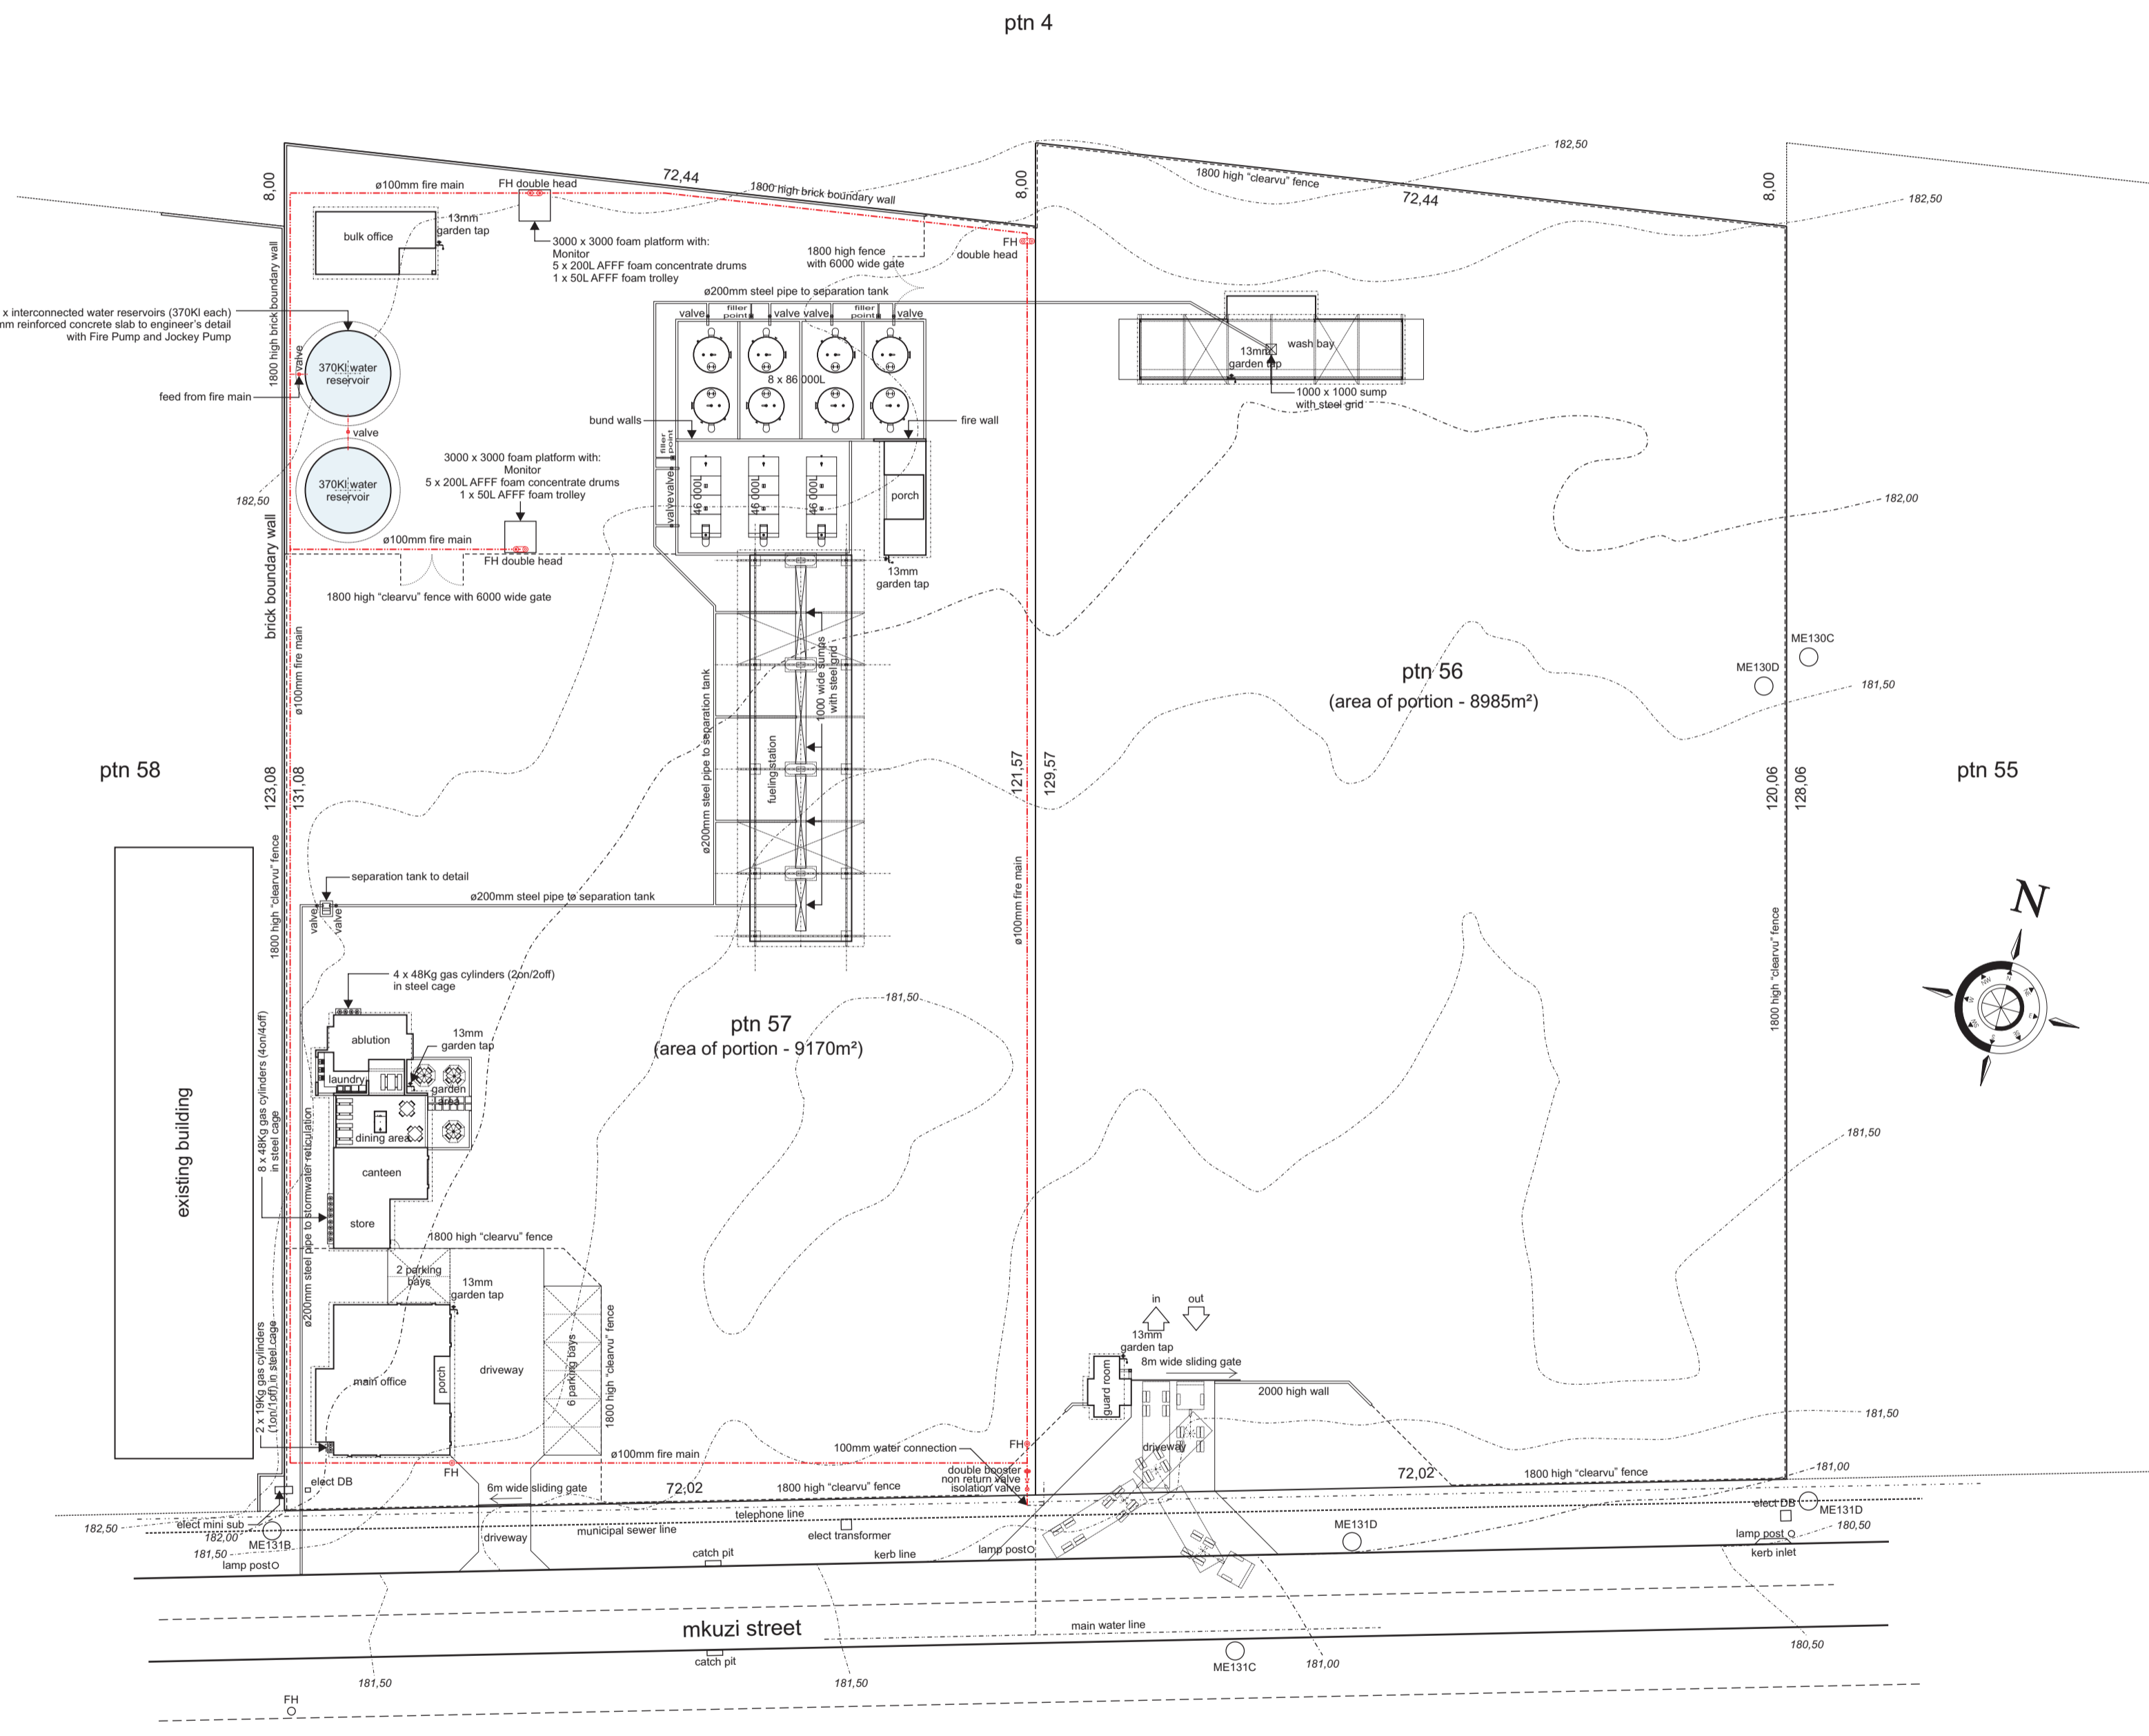 ptn 4
182,50
8,00
72,44
1800 high brick boundary wall
8,00
1800 high “clearvu” fence
72,44
8,00
182,50
ø100mm fire main
FH double head
bulk office
13mm
garden tap
3000 x 3000 foam platform with:
Monitor
5 x 200L AFFF foam concentrate drums
1 x 50L AFFF foam trolley
1800 high fence
with 6000 wide gate
FH
double head
1800 high brick boundary wall
x interconnected water reservoirs (370Kl each)
mm reinforced concrete slab to engineer's detail
with Fire Pump and Jockey Pump
ø200mm steel pipe to separation tank
valve
filler
point
valve
valve
filler
point
valve
valve
370Kl water
reservoir
feed from fire main
valve
8 x 86 000L
wash bay
13mm
garden tap
1000 x 1000 sump
with steel grid
bund walls
fire wall
filler
point
3000 x 3000 foam platform with:
Monitor
5 x 200L AFFF foam concentrate drums
1 x 50L AFFF foam trolley
370Kl water
reservoir
182,50
valve
valve
46 000L
46 000L
46 000L
porch
182,00
brick boundary wall
ø100mm fire main
FH double head
13mm
garden tap
1800 high “clearvu” fence with 6000 wide gate
ø100mm fire main
1000 wide sumps
with steel grid
ø200mm steel pipe to separation tank
fueling station
ptn 56
(area of portion - 8985m²)
ME130C
ME130D
181,50
ptn 58
123,08
131,08
121,57
129,57
120,06
128,06
ptn 55
separation tank to detail
valve
valve
ø200mm steel pipe to separation tank
1800 high “clearvu” fence
ø100mm fire main
1800 high “clearvu” fence
N
4 x 48Kg gas cylinders (2on/2off)
in steel cage
181,50
ptn 57
(area of portion - 9170m²)
existing building
8 x 48Kg gas cylinders (4on/4off)
in steel cage
ablution
13mm
garden tap
laundry
garden
area
dining area
canteen
store
ø200mm steel pipe to stormwater reticulation
181,50
1800 high “clearvu” fence
2 parking
bays
13mm
garden tap
2 x 19Kg gas cylinders
(1on/1off) in steel cage
main office
porch
driveway
6 parking bays
1800 high “clearvu” fence
in
out
13mm
garden tap
8m wide sliding gate
guard room
2000 high wall
driveway
181,50
ø100mm fire main
100mm water connection
FH
FH
double booster
non return valve
isolation valve
elect DB
6m wide sliding gate
72,02
1800 high “clearvu” fence
72,02
1800 high “clearvu” fence
181,00
182,50
elect mini sub
182,00
ME131B
181,50
lamp post
driveway
telephone line
municipal sewer line
elect transformer
catch pit
kerb line
lamp post
ME131D
elect DB
ME131D
lamp post
180,50
kerb inlet
mkuzi street
main water line
catch pit
ME131C
181,00
180,50
181,50
181,50
FH